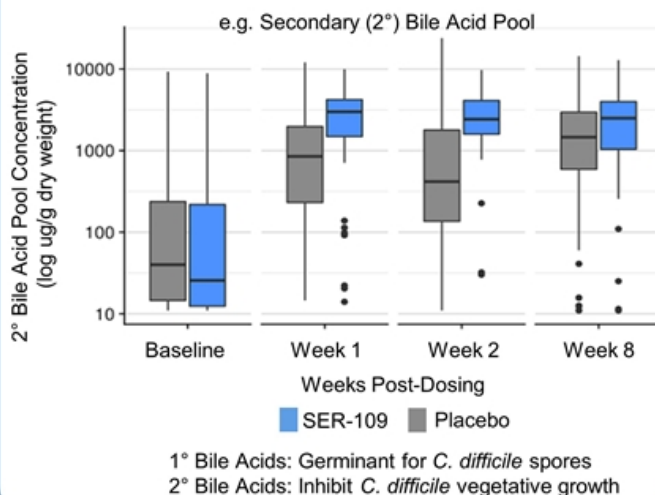 e.g. Secondary (2°) Bile Acid Pool
2° Bile Acid Pool Concentration
(log ug/g dry weight)
10000
1000
100
10
Baseline
Week 1
Week 2
Week 8
Weeks Post-Dosing
SER-109
Placebo
1° Bile Acids: Germinant for C. difficile spores
2° Bile Acids: Inhibit C. difficile vegetative growth